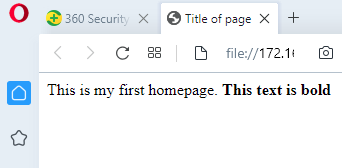 360 Security
Title of page
file://172.1
This is my first homepage. This text is bold